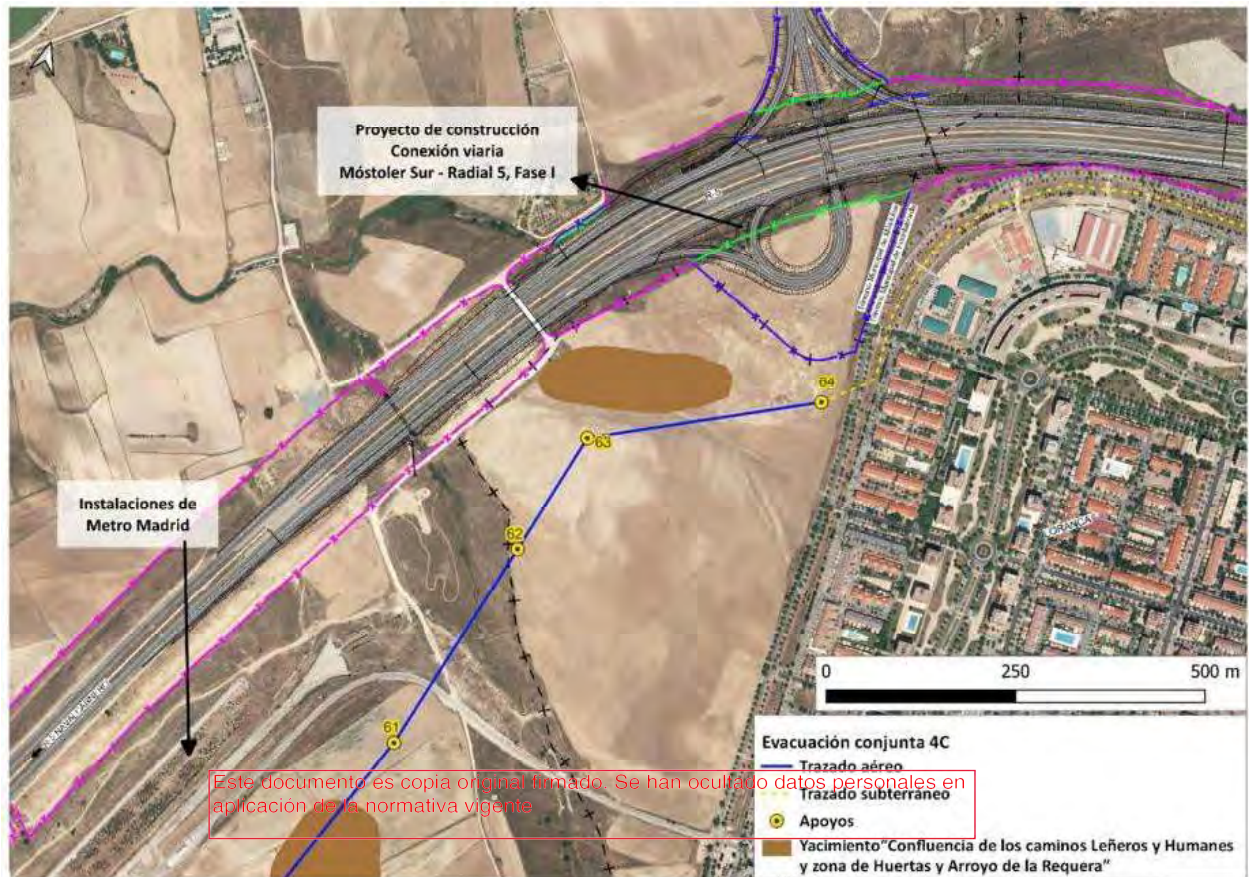 Proyecto de construcción
Conexión viaria
Móstoler Sur - Radial 5, Fase I
R-5
64
63
62
LORANCA
Instalaciones de
Metro Madrid
61
0 250 500 m
Evacuación conjunta 4C
Trazado aéreo
Trazado subterráneo
Apoyos
Yacimiento"Confluencia de los caminos Leñeros y Humanes
y zona de Huertas y Arroyo de la Requera"
Este documento es copia original firmado. Se han ocultado datos personales en
aplicación de la normativa vigente